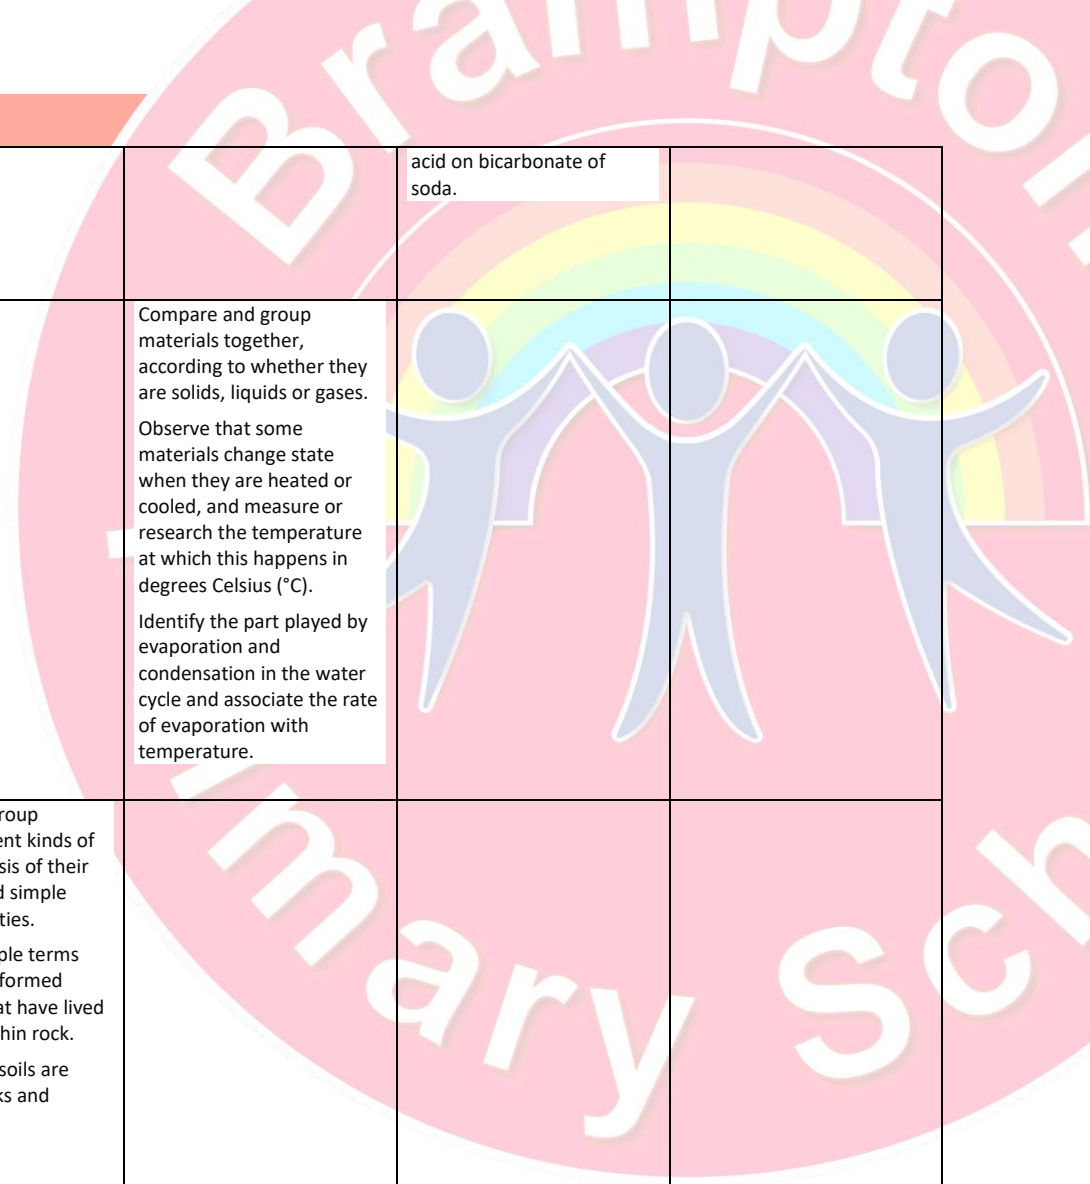 Brampton
acid on bicarbonate of
soda.
Compare and group
materials together,
according to whether they
are solids, liquids or gases.
Observe that some
materials change state
when they are heated or
cooled, and measure or
research the temperature
at which this happens in
degrees Celsius (°C).
Identify the part played by
evaporation and
condensation in the water
cycle and associate the rate
of evaporation with
temperature.
roup
ent kinds of
sis of their
d simple
ties.
ple terms
formed
at have lived
hin rock.
soils are
ks and
imary Sch